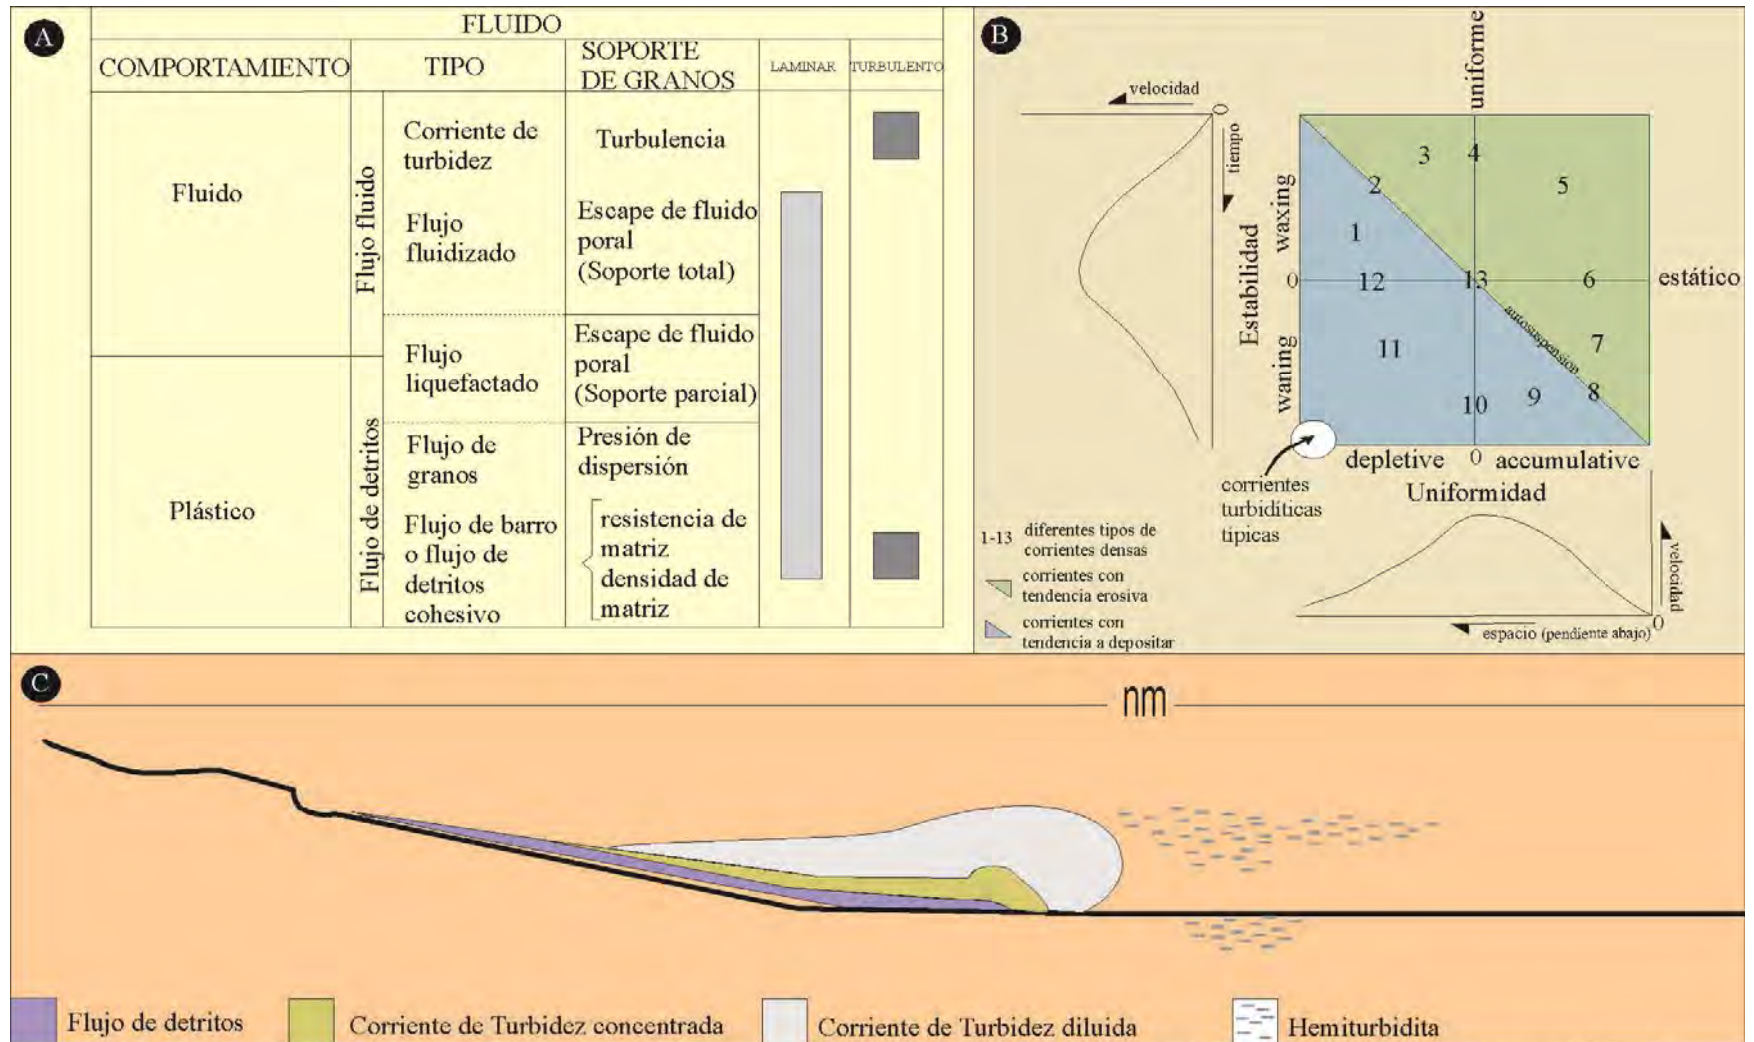 A
FLUIDO
COMPORTAMIENTO
TIPO
SOPORTE
DE GRANOS
LAMINAR
TURBULENTO
Fluido
Flujo fluido
Corriente de
turbidez
Turbulencia
Flujo
fluidizado
Escape de fluido
poral
(Soporte total)
Flujo
liquefactado
Escape de fluido
poral
(Soporte parcial)
Plástico
Flujo de detritos
Flujo de
granos
Presión de
dispersión
Flujo de barro
o flujo de
detritos
cohesivo
resistencia de
matriz
densidad de
matriz
B
velocidad
0
tiempo
uniforme
Estabilidad
waxing
0
waning
3
4
5
2
1
12
13
6
estático
autosuspension
7
11
8
9
10
depletive
0
accumulative
Uniformidad
corrientes
turbidíticas
típicas
1-13
diferentes tipos de
corrientes densas
corrientes con
tendencia erosiva
corrientes con
tendencia a depositar
velocidad
0
espacio (pendiente abajo)
C
nm
Flujo de detritos
Corriente de Turbidez concentrada
Corriente de Turbidez diluida
Hemiturbidita